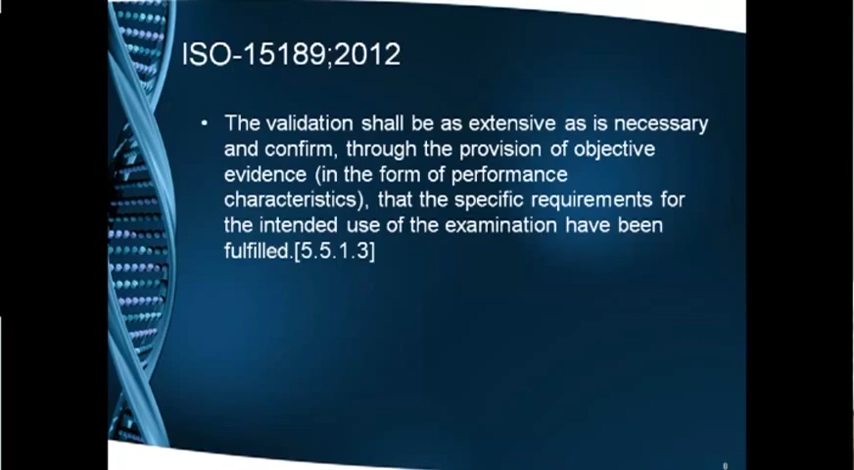 ISO-15189;2012
• The validation shall be as extensive as is necessary
and confirm, through the provision of objective
evidence (in the form of performance
characteristics), that the specific requirements for
the intended use of the examination have been
fulfilled.[5.5.1.3]